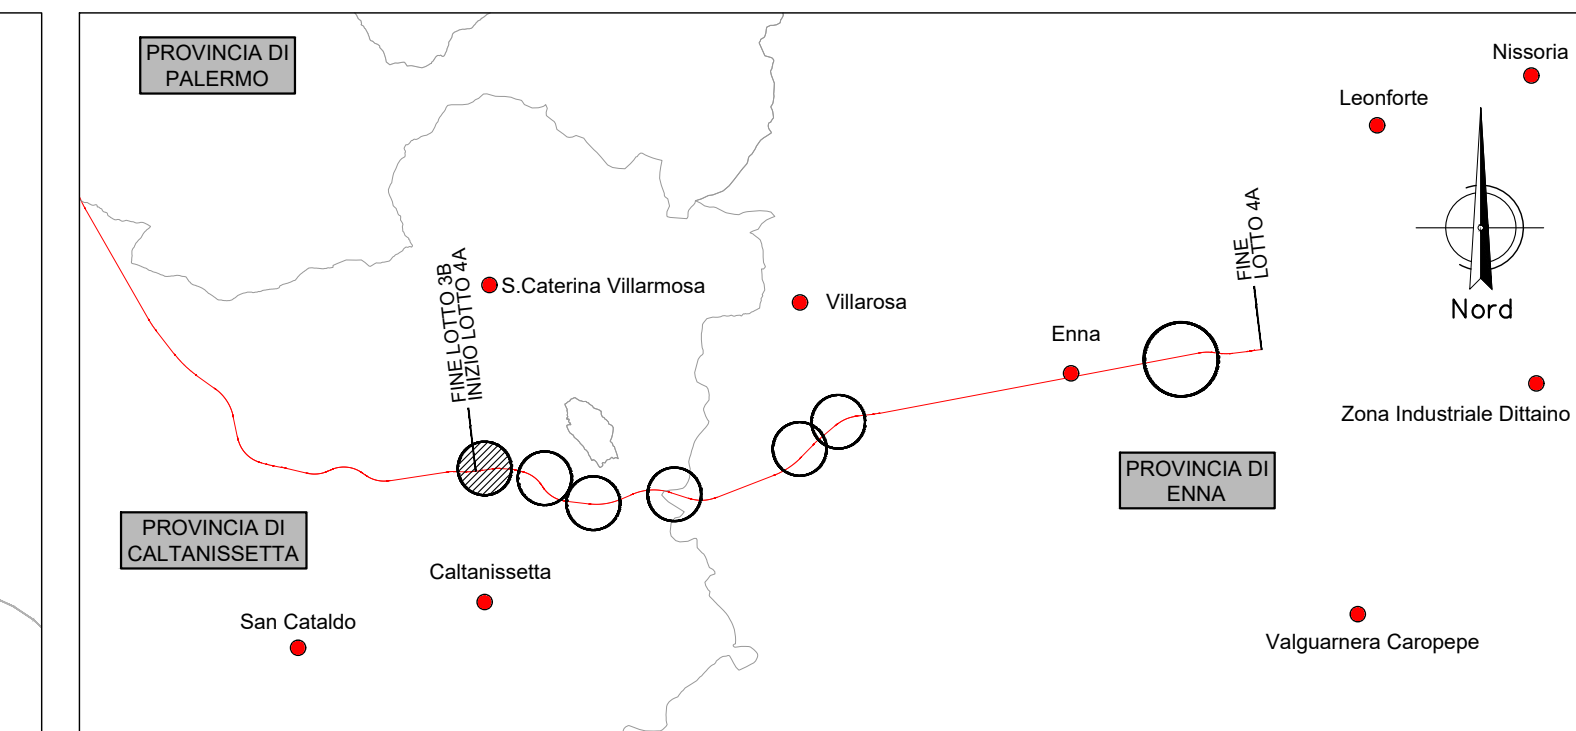 PROVINCIA DI
PALERMO
Nissoria
Leonforte
Nord
FINE
LOTTO 4A
FINE LOTTO 3B
INIZIO LOTTO 4A
S.Caterina Villarmosa
Villarosa
Enna
Zona Industriale Dittaino
PROVINCIA DI
ENNA
PROVINCIA DI
CALTANISSETTA
Caltanissetta
San Cataldo
Valguarnera Caropepe